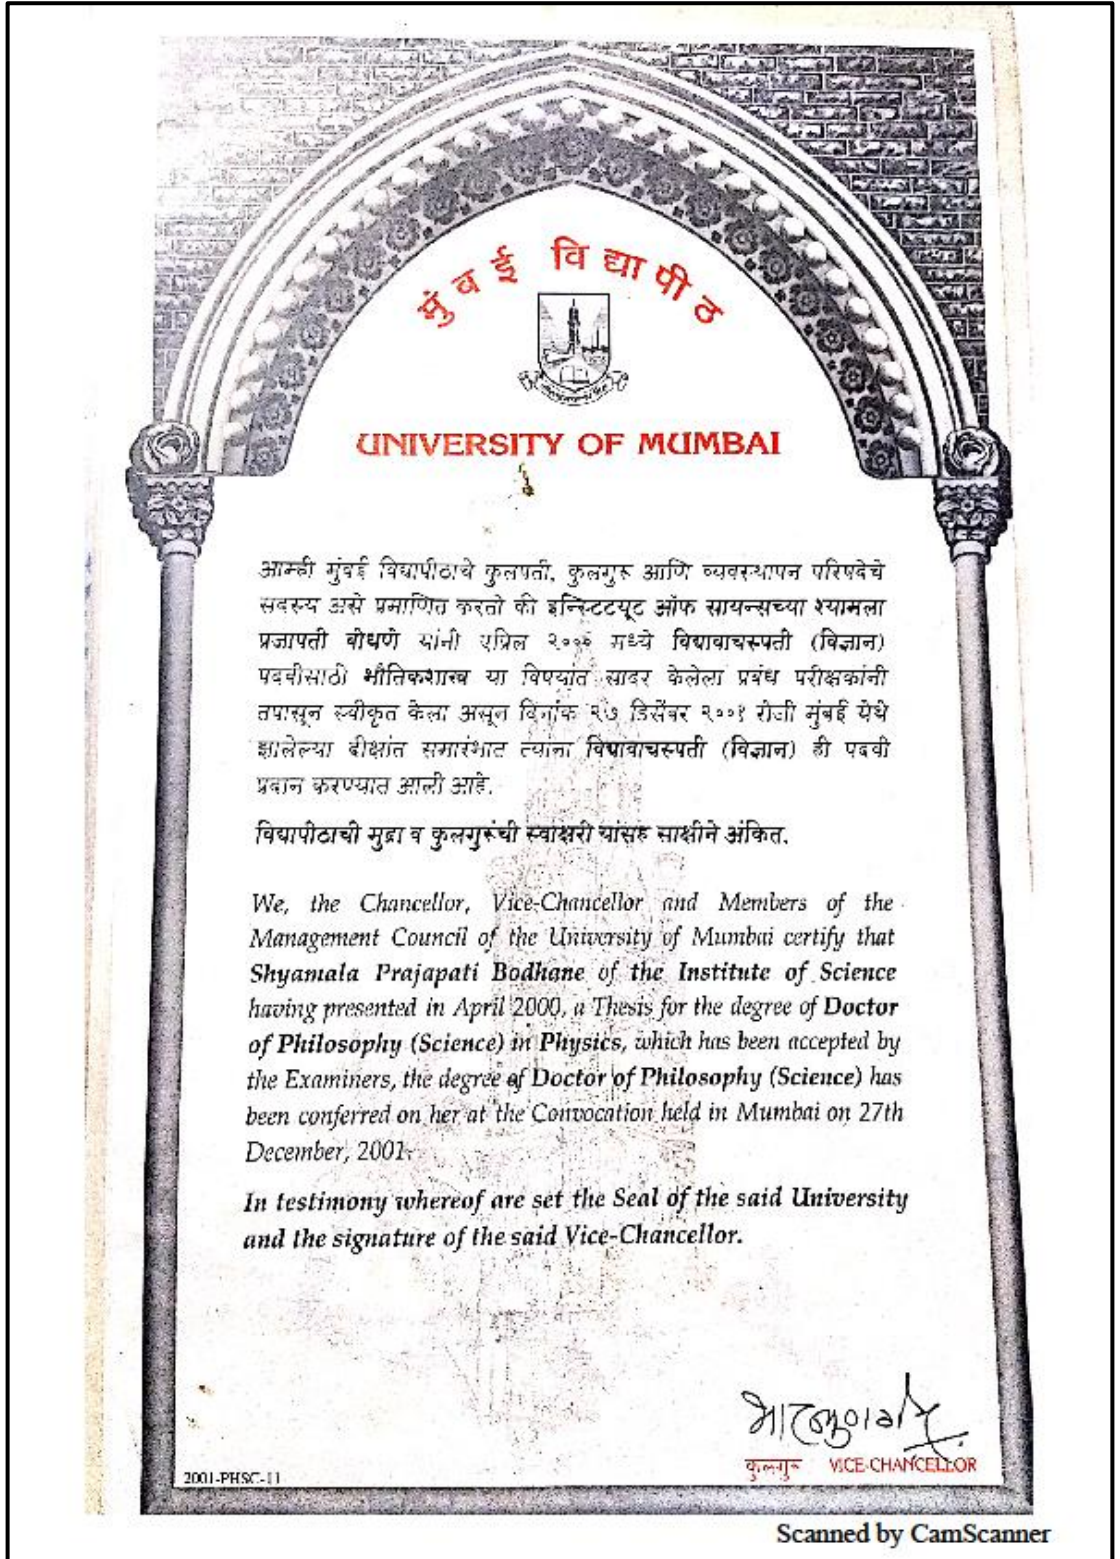 मुंबई विद्यापीठ
UNIVERSITY OF MUMBAI
आम्ही मुंबई विद्यापीठाचे कुलपती, कुलगुरू आणि व्यवस्थापन परिषदेचे
सदस्य असे प्रमाणित करतो की इन्स्टिटयूट ऑफ सायन्सच्या श्यामला
प्रजापती बोधणे यांनी एप्रिल मध्ये विद्यावाचस्पती (विज्ञान)
पदवीसाठी भौतिकशास्त्र या विषयांत सादर केलेला प्रबंध परीक्षकांनी
तपासून स्वीकृत केला असून दिनांक २७ डिसेंबर २००१ रोजी मुंबई येथे
झालेल्या दीक्षांत समारंभात त्यांना विद्यावाचस्पती (विज्ञान) ही पदवी
प्रदान करण्यात आली आहे.
विद्यापीठाची मुद्रा व कुलगुरूंची स्वाक्षरी यांसह साक्षीने अंकित.
We, the Chancellor, Vice-Chancellor and Members of the
Management Council of the University of Mumbai certify that
Shyamala Prajapati Bodhane of the Institute of Science
having presented in April 2000, a Thesis for the degree of Doctor
of Philosophy (Science) in Physics, which has been accepted by
the Examiners, the degree of Doctor of Philosophy (Science) has
been conferred on her at the Convocation held in Mumbai on 27th
December, 2001.
In testimony whereof are set the Seal of the said University
and the signature of the said Vice-Chancellor.
कुलगुरू VICE-CHANCELLOR
2001-PHSC-11
Scanned by CamScanner